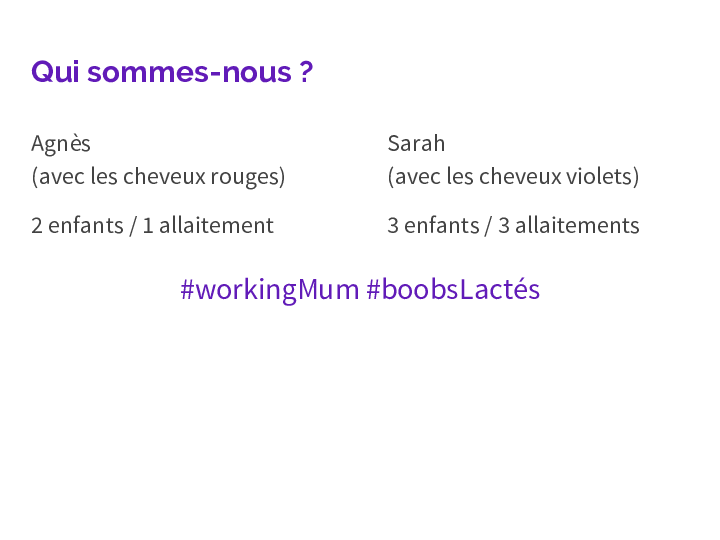 Qui sommes-nous ?
Agnès
(avec les cheveux rouges)
2 enfants / 1 allaitement
Sarah
(avec les cheveux violets)
3 enfants / 3 allaitements
#workingMum #boobsLactés